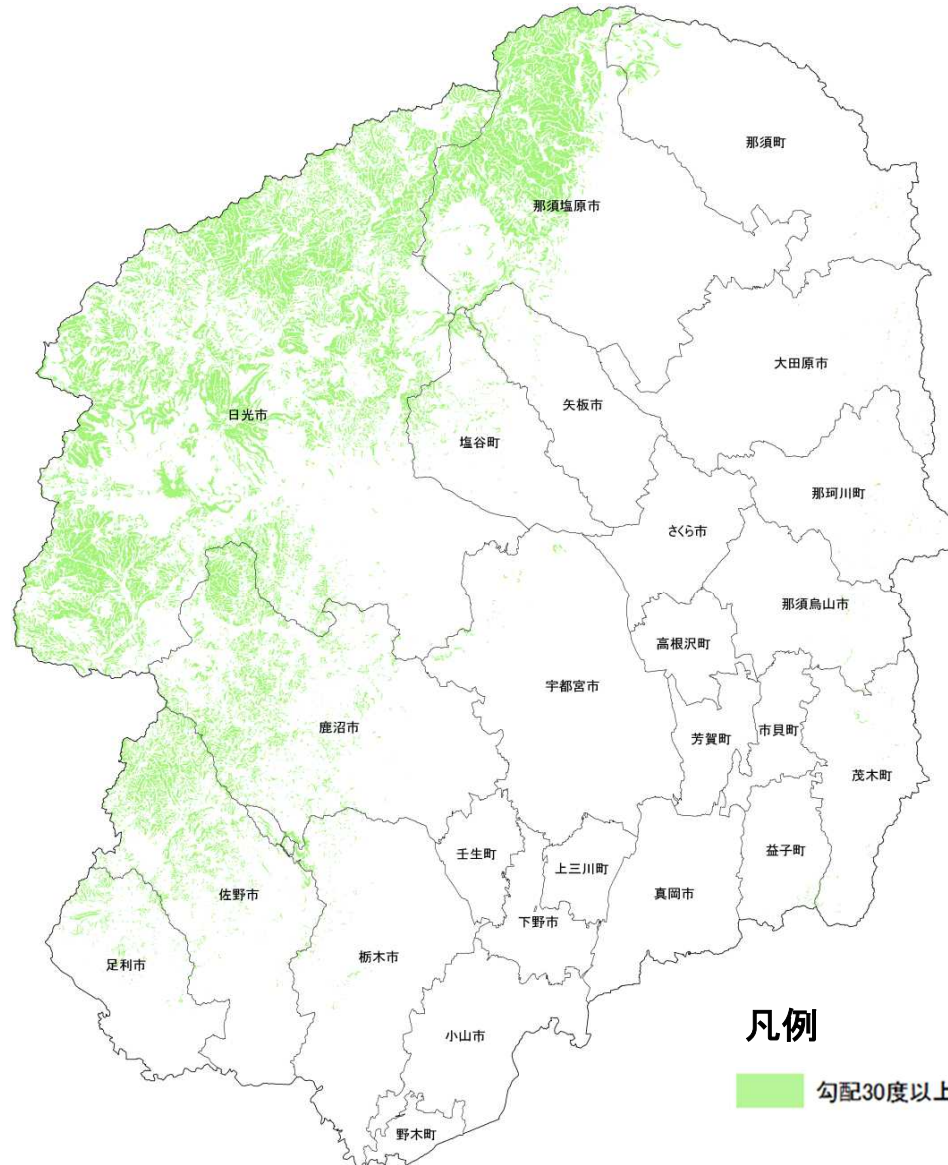 那須町
那須塩原市
大田原市
日光市
矢板市
塩谷町
那珂川町
さくら市
那須烏山市
高根沢町
宇都宮市
鹿沼市
芳賀町
市貝町
茂木町
壬生町
上三川町
益子町
佐野市
真岡市
下野市
栃木市
足利市
小山市
野木町
凡例
勾配30度以上